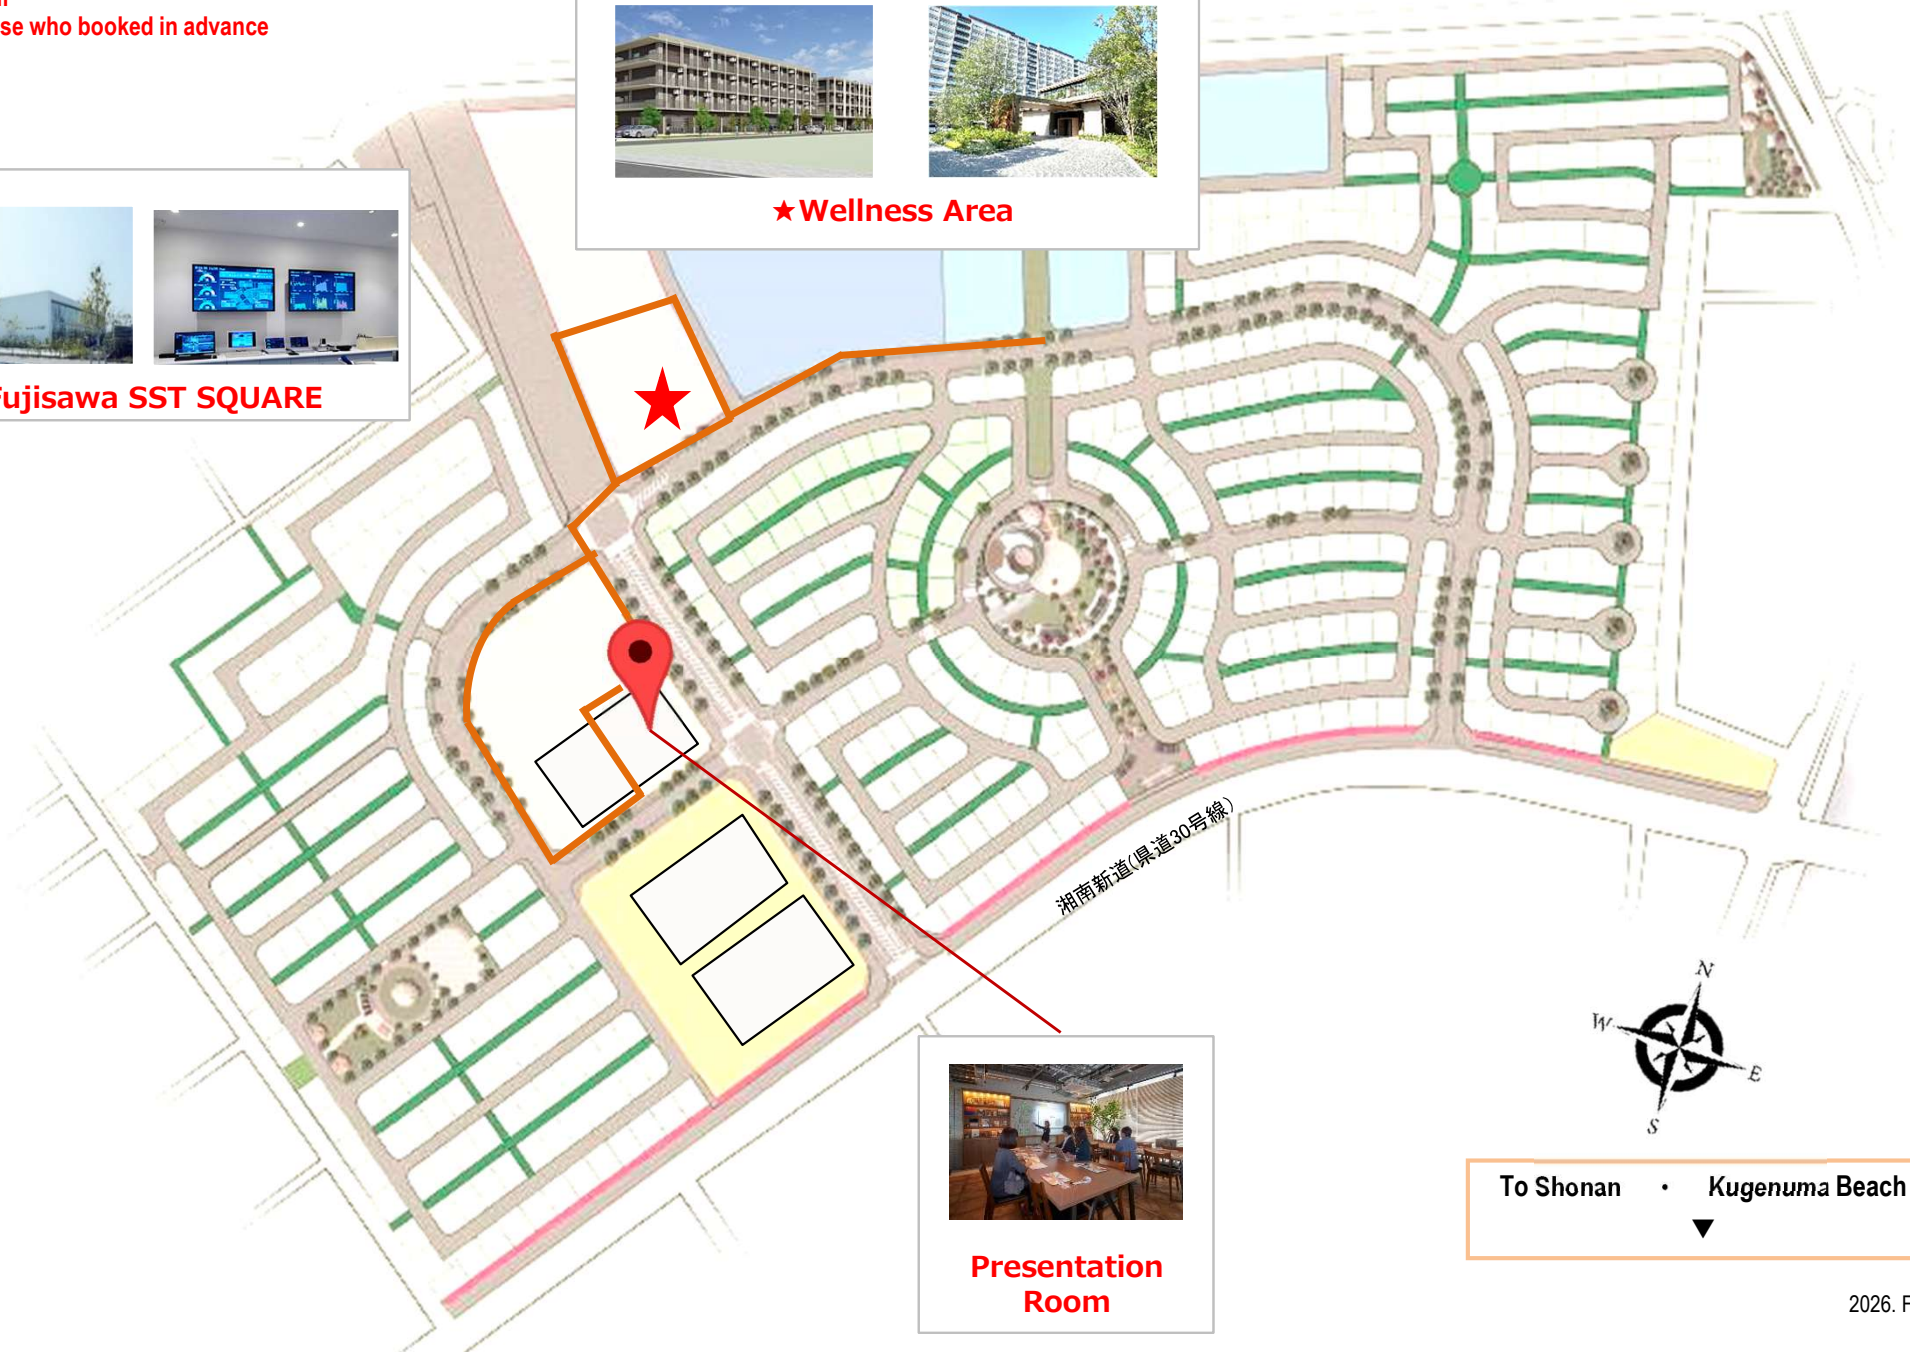 se who booked in advance
★Wellness Area
Fujisawa SST SQUARE
湘南新道(県道30号線)
N
W
E
S
Presentation
Room
To Shonan ・ Kugenuma Beach
▼
2026. F